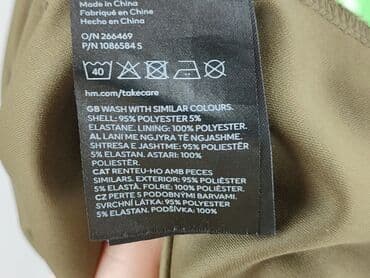 Made in China
Fabriqué en Chine
Hecho en China
O/N 266469
P/N 1086584 S
40
hm.com/takecare
GB WASH WITH SIMILAR COLOURS.
SHELL: 95% POLYESTER 5%
ELASTANE. LINING: 100% POLYESTER.
AL MUND TA NGJYRA TË NGJASHME
SHTRESA E JASHTME: 95% POLIESTËR
5% ELASTAN. ASTARI: 100%
POLIESTËR.
CAT RENTEU-HO AMB PECES
SIMILARS. EXTERIOR: 95% POLIÈSTER
5% ELASTÀ. FOLRE: 100% POLIÈSTER.
CZ PERTE S PODOBNÝMI BARVAMI.
SVRCHNÍ LÁTKA: 95% POLYESTER
5% ELASTAN. PODŠÍVKA: 100%